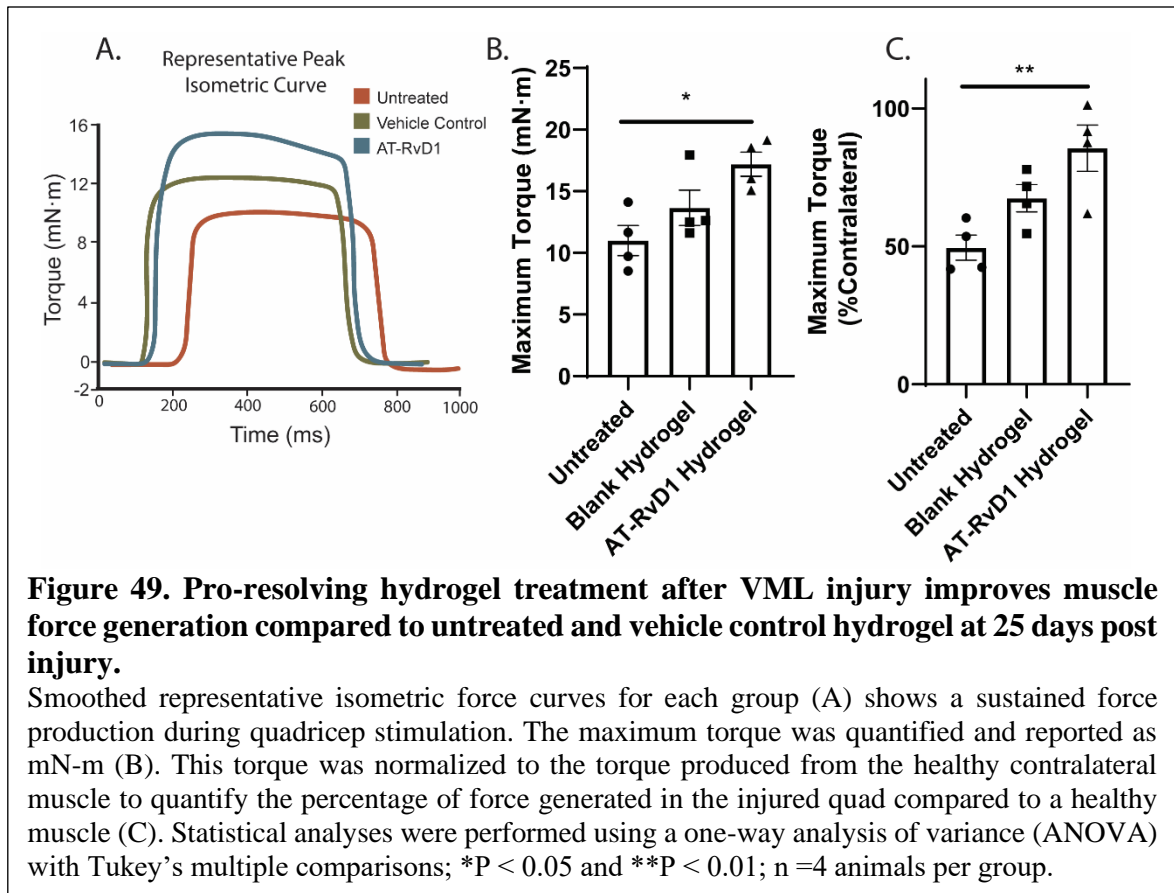 A.
Representative Peak
Isometric Curve
Untreated
Vehicle Control
AT-RvD1
Torque (mN·m)
16
12
8
4
0
-2
0
200
400
600
800
1000
Time (ms)
B.
Maximum Torque (mN·m)
25
20
15
10
5
0
*
Untreated
Blank Hydrogel
AT-RvD1 Hydrogel
C.
Maximum Torque
(%Contralateral)
100
50
0
**
Untreated
Blank Hydrogel
AT-RvD1 Hydrogel
Figure 49. Pro-resolving hydrogel treatment after VML injury improves muscle
force generation compared to untreated and vehicle control hydrogel at 25 days post
injury.
Smoothed representative isometric force curves for each group (A) shows a sustained force
production during quadricep stimulation. The maximum torque was quantified and reported as
mN-m (B). This torque was normalized to the torque produced from the healthy contralateral
muscle to quantify the percentage of force generated in the injured quad compared to a healthy
muscle (C). Statistical analyses were performed using a one-way analysis of variance (ANOVA)
with Tukey’s multiple comparisons; *P < 0.05 and **P < 0.01; n =4 animals per group.